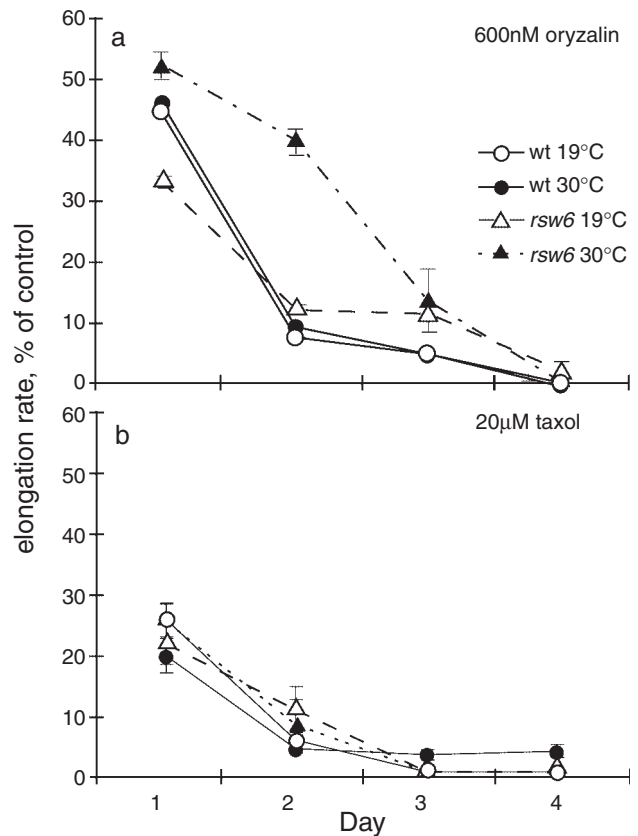 a
600nM oryzalin
60
50
40
30
20
10
0
wt 19°C
wt 30°C
rsw6 19°C
rsw6 30°C
elongation rate, % of control
b
20μM taxol
60
50
40
30
20
10
0
1
2
3
4
Day